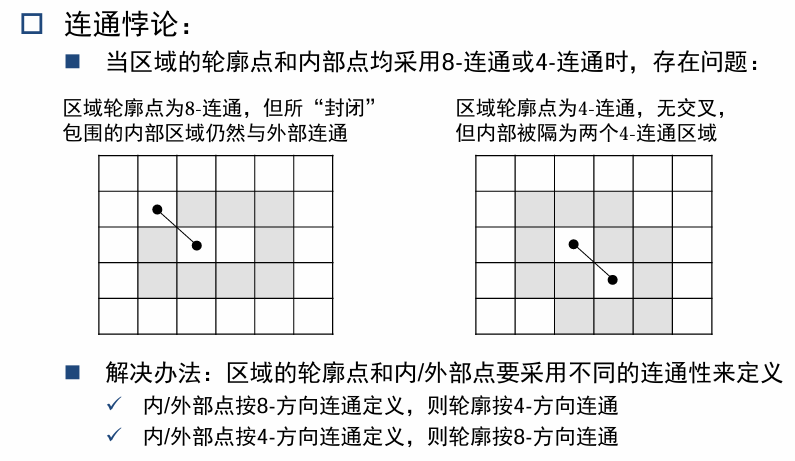 连通悖论：
当区域的轮廓点和内部点均采用8-连通或4-连通时，存在问题：
区域轮廓点为8-连通，但所“封闭”
包围的内部区域仍然与外部连通
区域轮廓点为4-连通，无交叉，
但内部被隔为两个4-连通区域
解决办法：区域的轮廓点和内/外部点要采用不同的连通性来定义
内/外部点按8-方向连通定义，则轮廓按4-方向连通
内/外部点按4-方向连通定义，则轮廓按8-方向连通